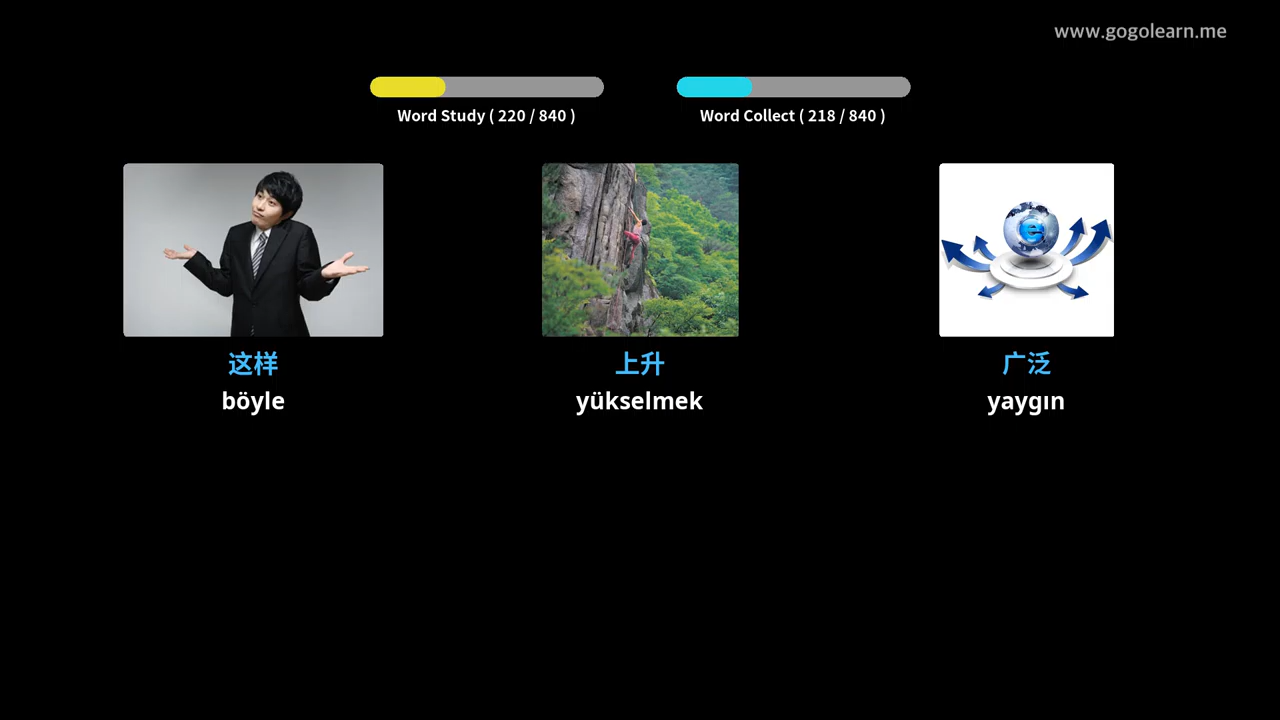 www.gogolearn.me
Word Study ( 220 / 840 )
Word Collect ( 218 / 840 )
这样
上升
广泛
böyle
yükselmek
yaygın